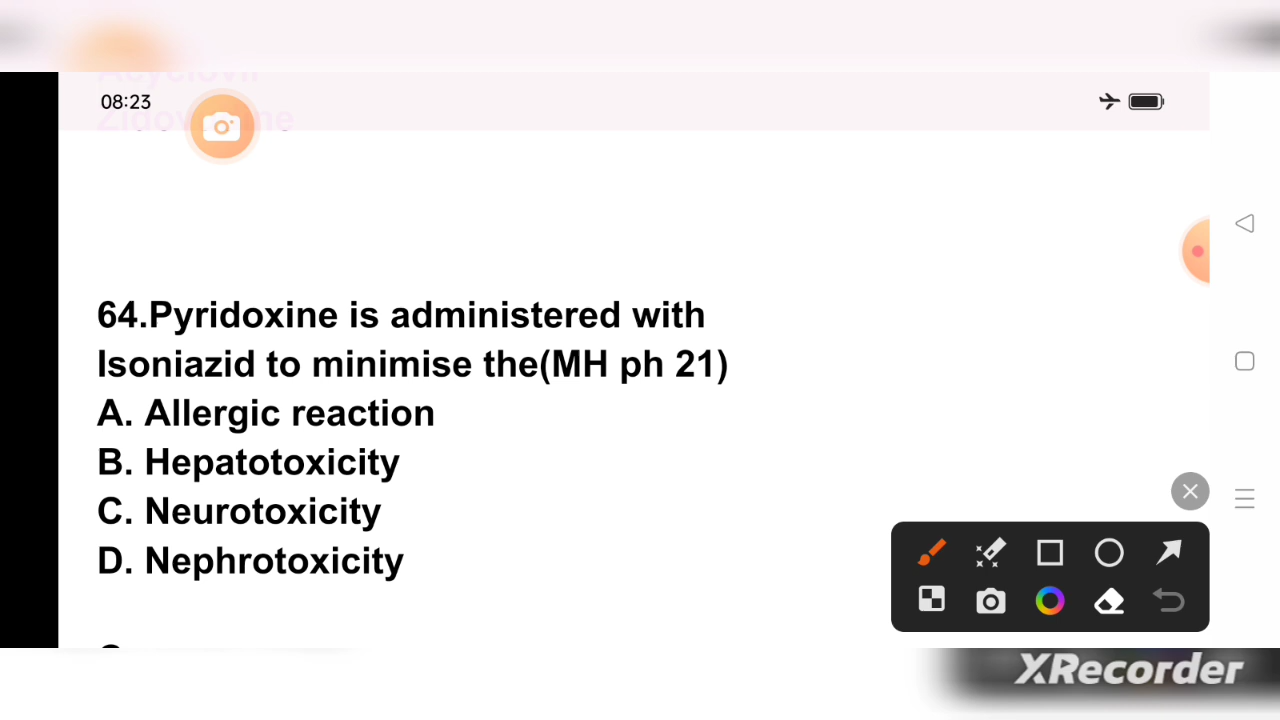 Acyclovir
08:23
64.Pyridoxine is administered with
Isoniazid to minimise the(MH ph 21)
A. Allergic reaction
B. Hepatotoxicity
C. Neurotoxicity
D. Nephrotoxicity
XRecorder